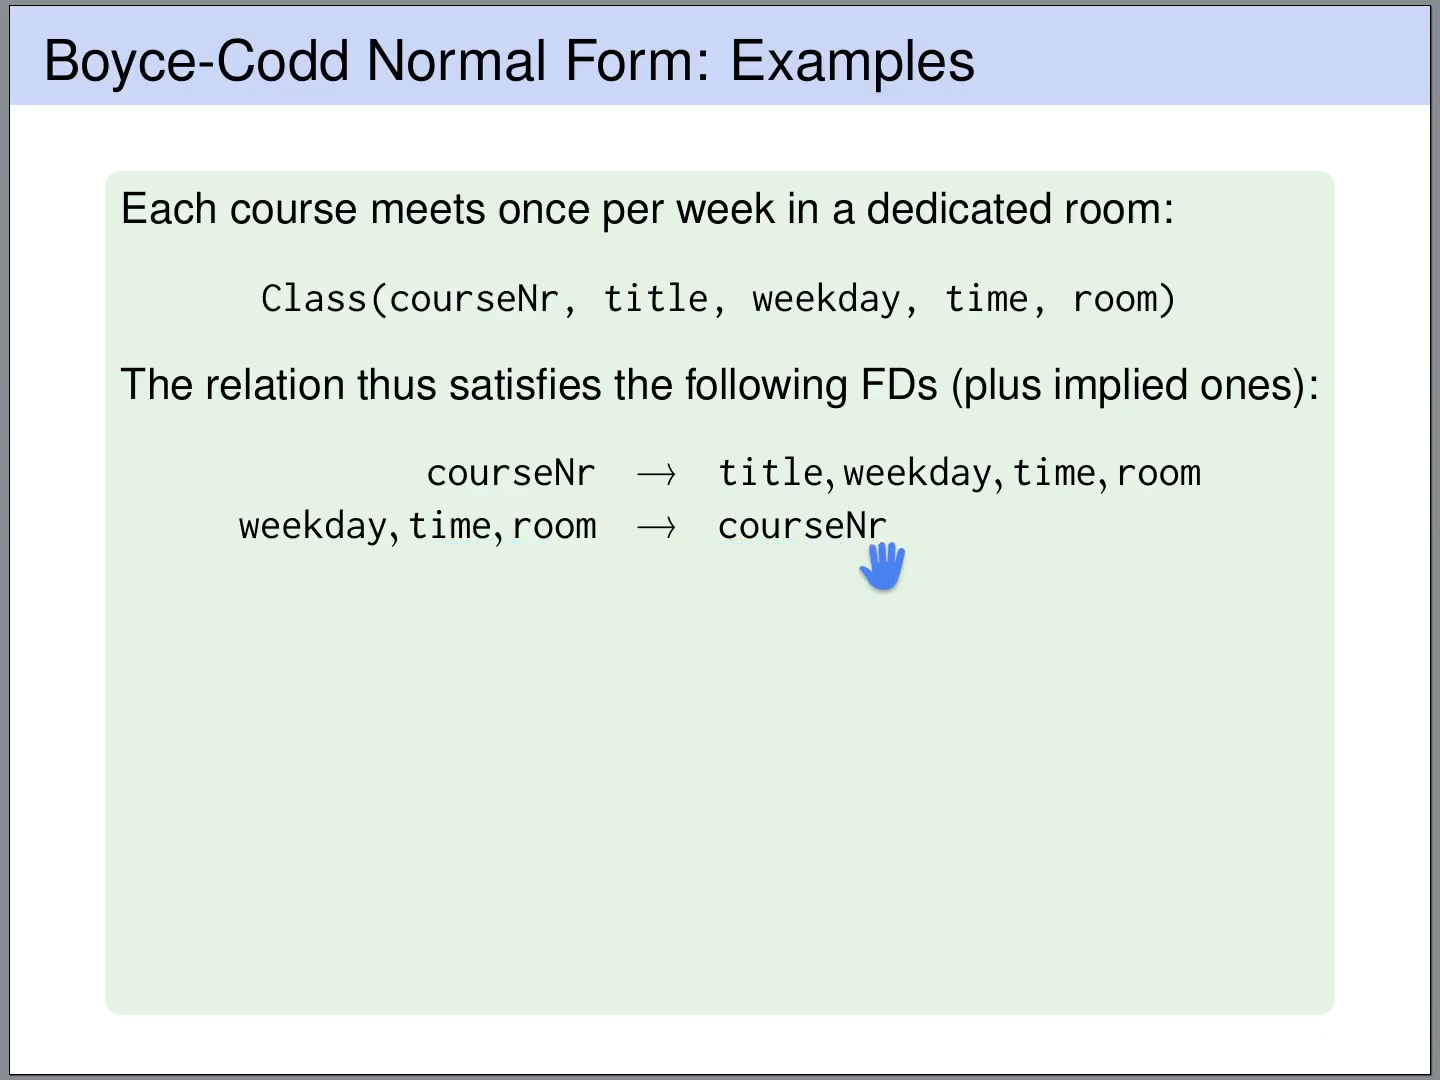 Boyce-Codd Normal Form: Examples
Each course meets once per week in a dedicated room:
Class(courseNr, title, weekday, time, room)
The relation thus satisfies the following FDs (plus implied ones):
courseNr → title, weekday, time, room
weekday, time, room → courseNr